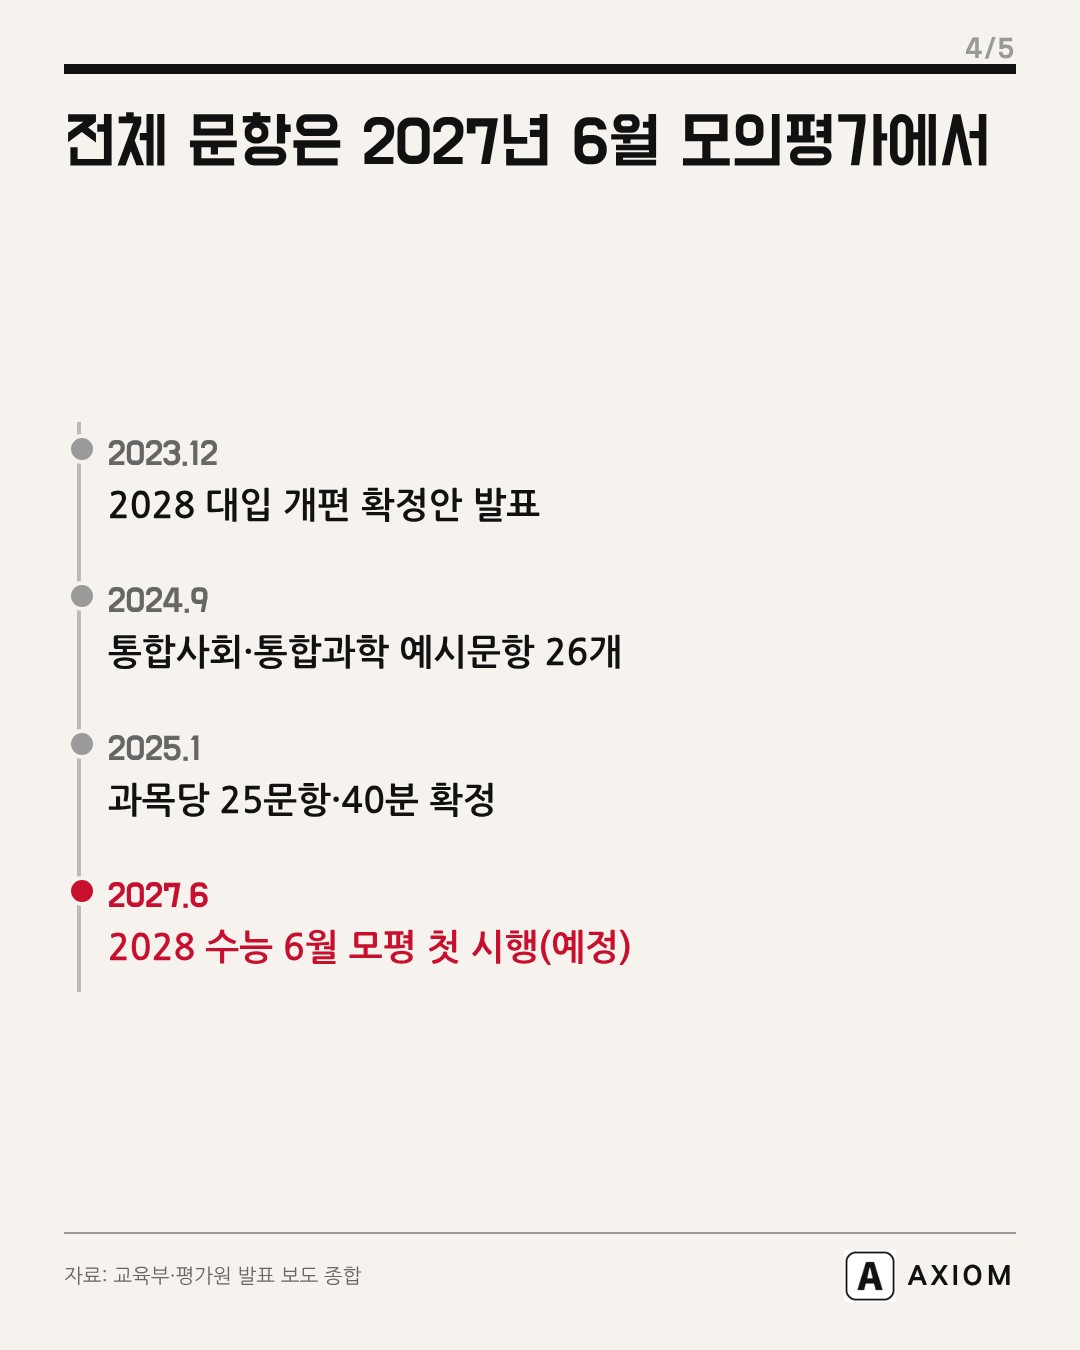 4/5
전체 문항은 2027년 6월 모의평가에서
2023.12
2028 대입 개편 확정안 발표
2024.9
통합사회·통합과학 예시문항 26개
2025.1
과목당 25문항·40분 확정
2027.6
2028 수능 6월 모평 첫 시행(예정)
자료: 교육부·평가원 발표 보도 종합
A AXIOM